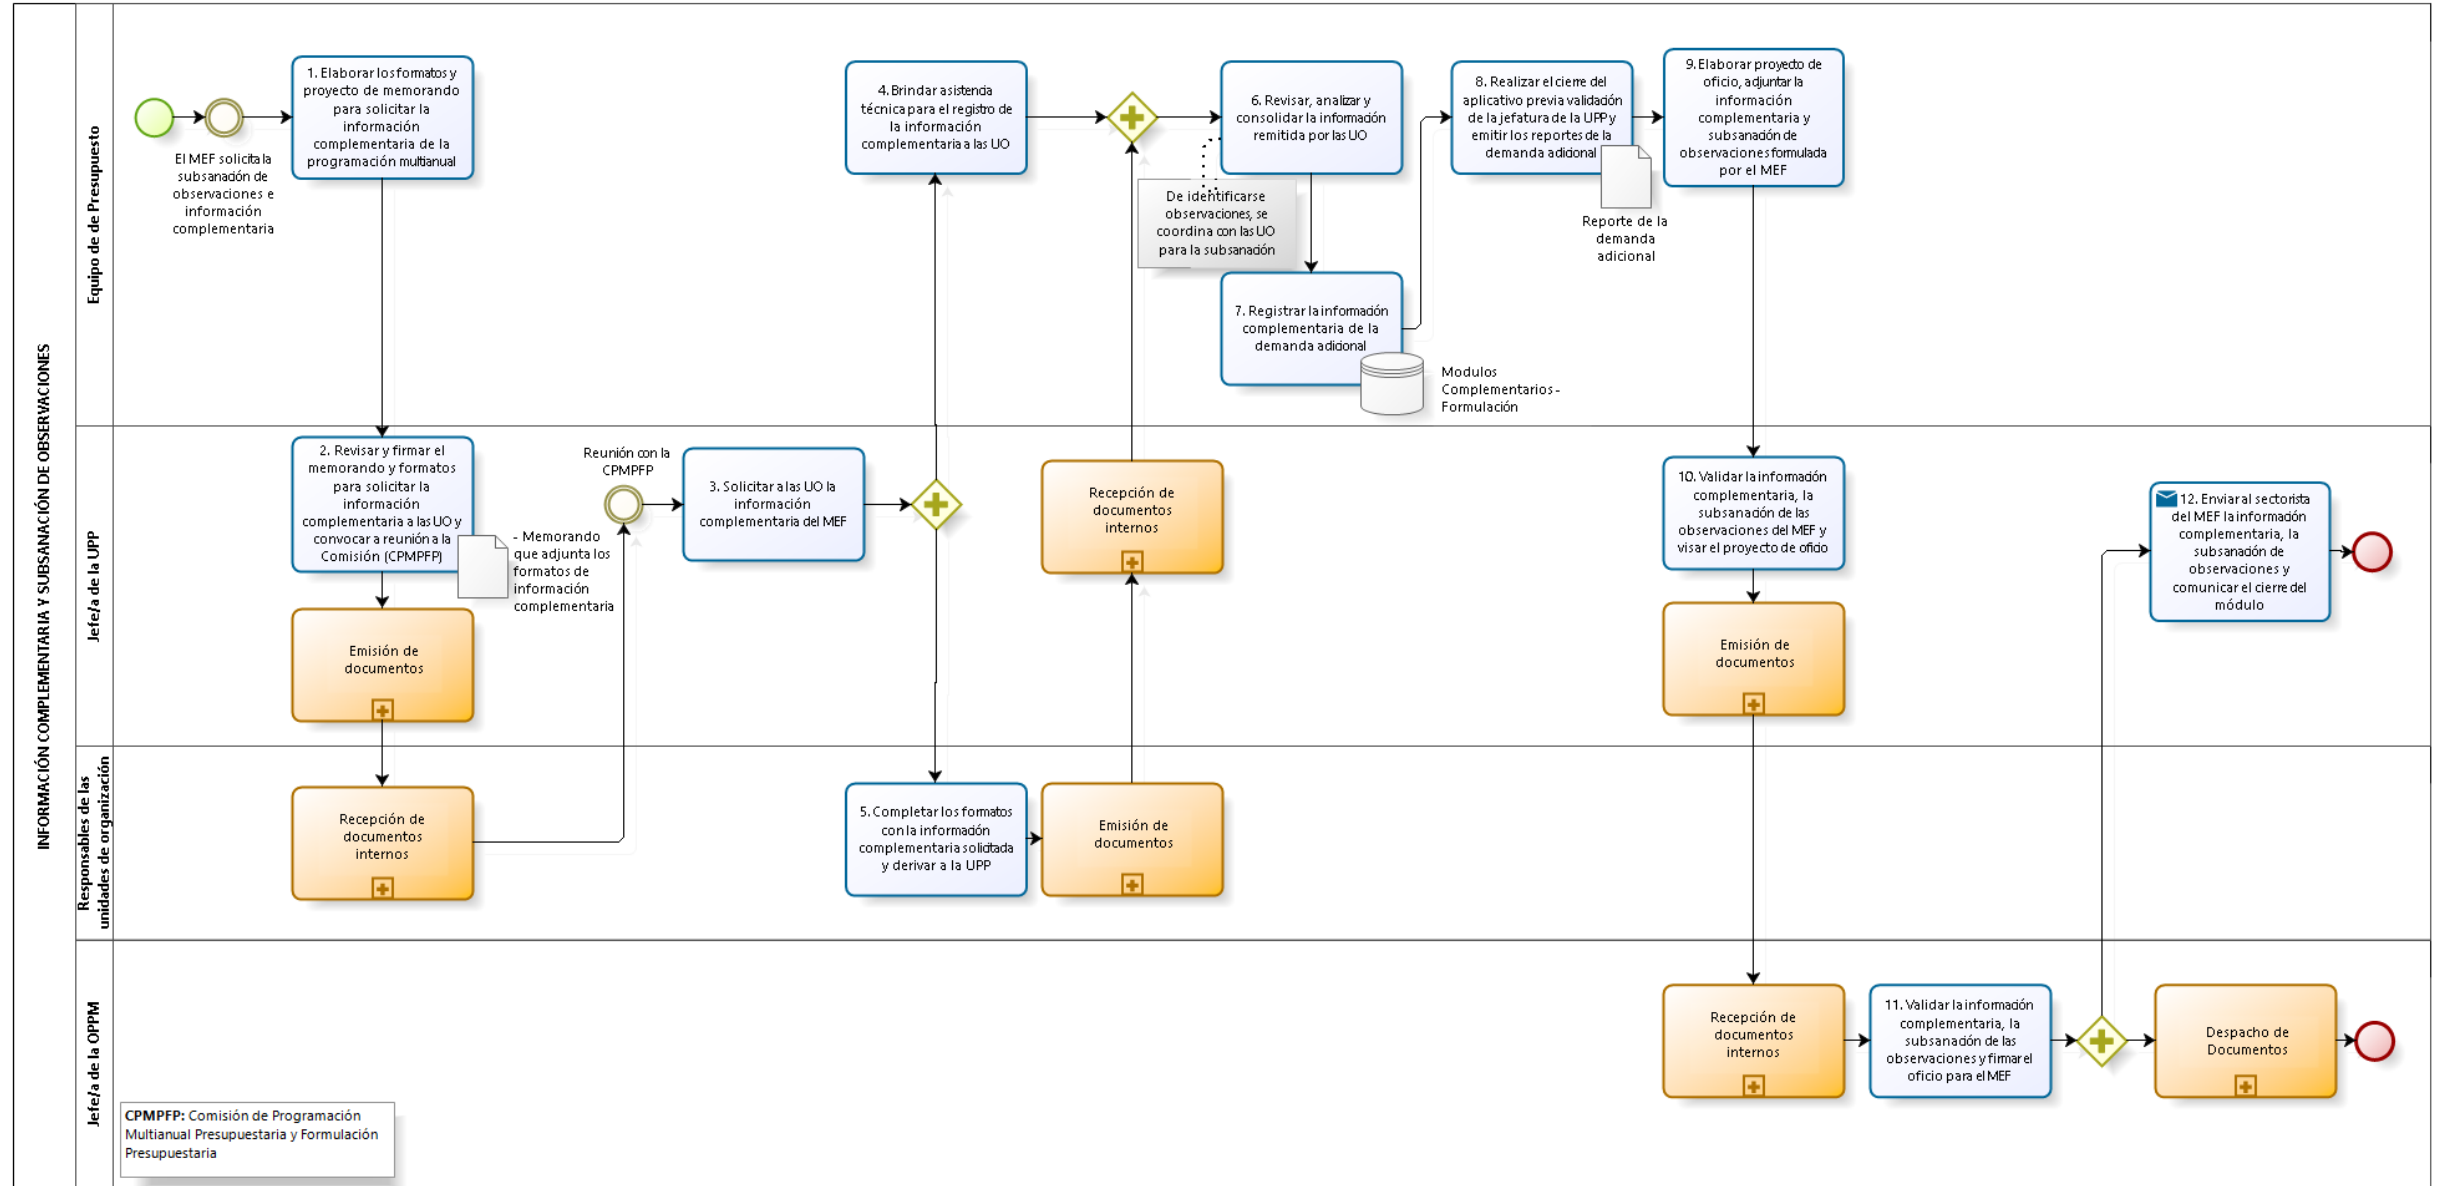 INFORMACIÓN COMPLEMENTARIA Y SUBSANACIÓN DE OBSERVACIONES
Equipo de de Presupuesto
El MEF solicita la
subsanación de
observaciones e
información
complementaria
1. Elaborar los formatos y
proyecto de memorando
para solicitar la
información
complementaria de la
programación multianual
4. Brindar asistencia
técnica para el registro de
la información
complementaria a las UO
6. Revisar, analizar y
consolidar la información
remitida por las UO
De identificarse
observaciones, se
coordina con las UO
para la subsanación
7. Registrar la información
complementaria de la
demanda adicional
Modulos
Complementarios -
Formulación
8. Realizar el cierre del
aplicativo previa validación
de la jefatura de la UPP y
emitir los reportes de la
demanda adicional
Reporte de la
demanda
adicional
9. Elaborar proyecto de
oficio, adjuntar la
información
complementaria y
subsanación de
observaciones formulada
por el MEF
Jefe/a de la UPP
2. Revisar y firmar el
memorando y formatos
para solicitar la
información
complementaria a las UO y
convocar a reunión a la
Comisión (CPMPFP)
- Memorando
que adjunta los
formatos de
información
complementaria
Emisión de
documentos
Reunión con la
CPMPFP
3. Solicitar a las UO la
información
complementaria del MEF
Recepción de
documentos
internos
10. Validar la información
complementaria, la
subsanación de las
observaciones del MEF y
visar el proyecto de oficio
Emisión de
documentos
12. Enviar al sectorista
del MEF la información
complementaria, la
subsanación de
observaciones y
comunicar el cierre del
módulo
Responsables de las
unidades de organización
Recepción de
documentos
internos
5. Completar los formatos
con la información
complementaria solicitada
y derivar a la UPP
Emisión de
documentos
Jefe/a de la OPPM
Recepción de
documentos
internos
11. Validar la información
complementaria, la
subsanación de las
observaciones y firmar el
oficio para el MEF
Despacho de
Documentos
CPMPFP: Comisión de Programación
Multianual Presupuestaria y Formulación
Presupuestaria